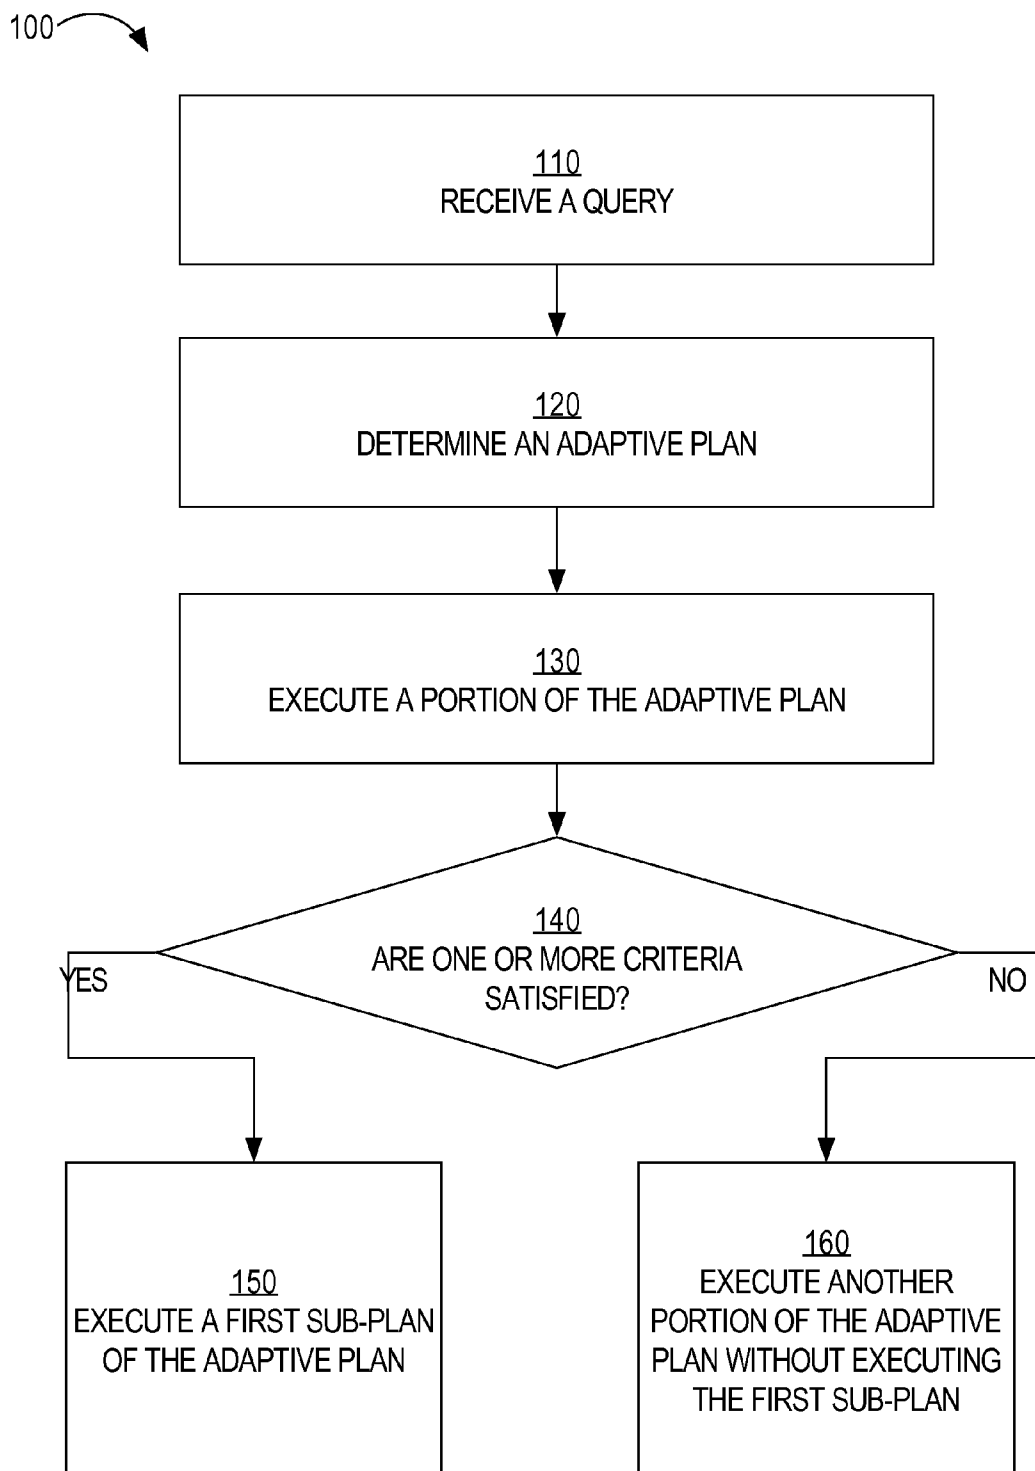 100
110
RECEIVE A QUERY
120
DETERMINE AN ADAPTIVE PLAN
130
EXECUTE A PORTION OF THE ADAPTIVE PLAN
140
ARE ONE OR MORE CRITERIA
SATISFIED?
YES
NO
150
EXECUTE A FIRST SUB-PLAN
OF THE ADAPTIVE PLAN
160
EXECUTE ANOTHER
PORTION OF THE ADAPTIVE
PLAN WITHOUT EXECUTING
THE FIRST SUB-PLAN